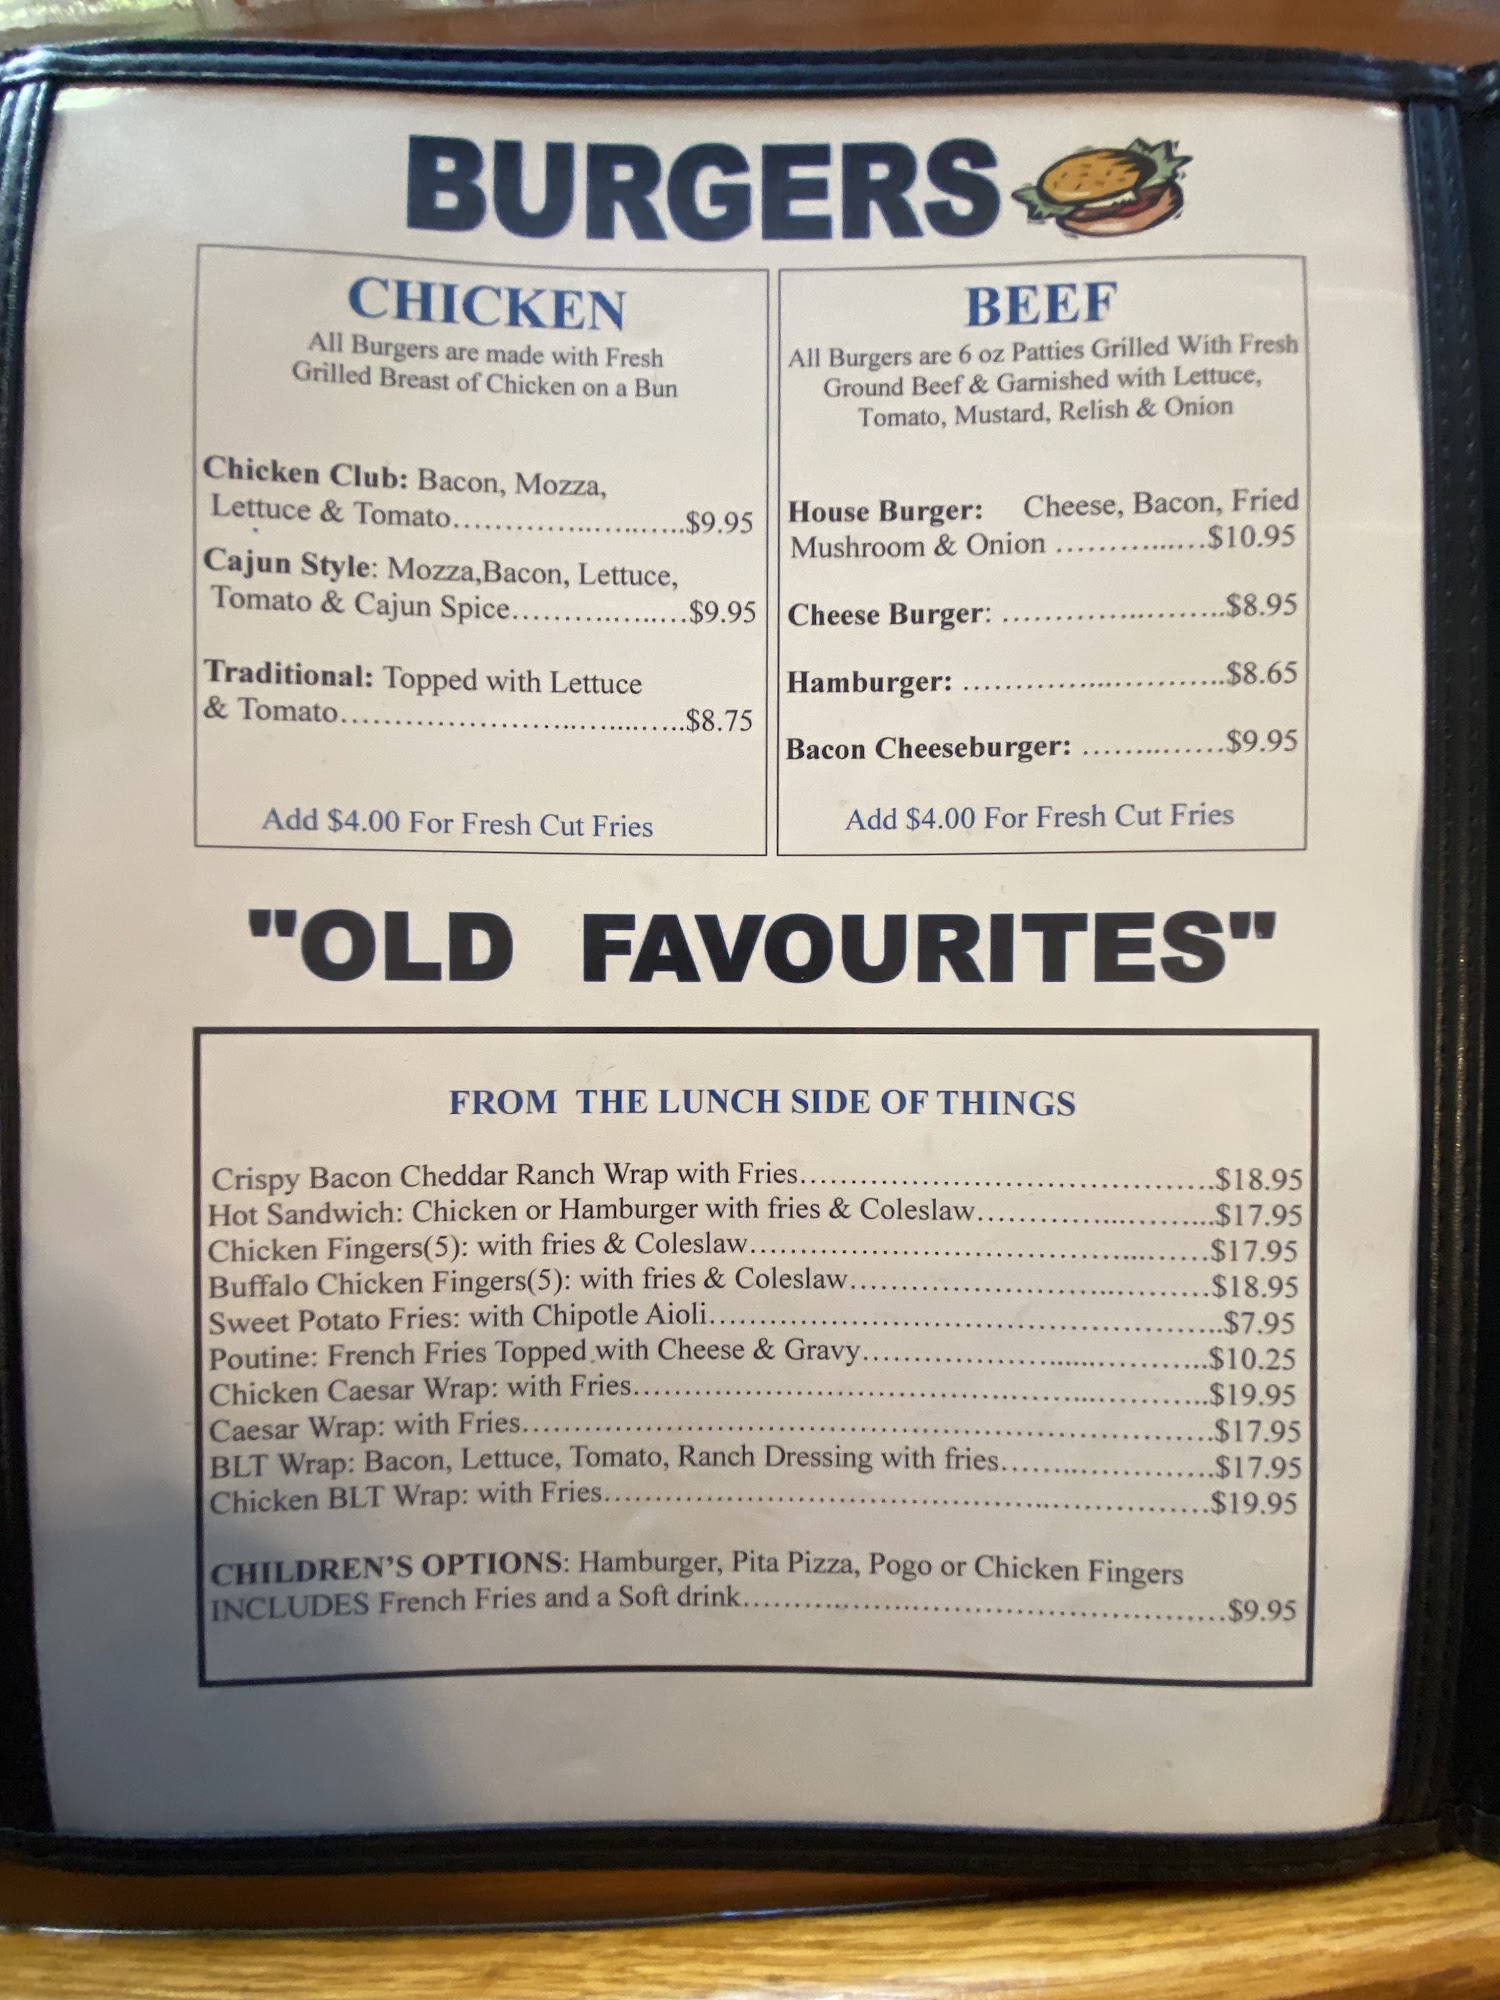 BURGERS
CHICKEN
All Burgers are made with Fresh
Grilled Breast of Chicken on a Bun
Chicken Club: Bacon, Mozza,
Lettuce & Tomato..............................$9.95
Cajun Style: Mozza,Bacon, Lettuce,
Tomato & Cajun Spice......................$9.95
Traditional: Topped with Lettuce
& Tomato............................................$8.75
Add $4.00 For Fresh Cut Fries
BEEF
All Burgers are 6 oz Patties Grilled With Fresh
Ground Beef & Garnished with Lettuce,
Tomato, Mustard, Relish & Onion
House Burger: Cheese, Bacon, Fried
Mushroom & Onion ...................$10.95
Cheese Burger: .............................$8.95
Hamburger: ..................................$8.65
Bacon Cheeseburger: ..................$9.95
Add $4.00 For Fresh Cut Fries
"OLD FAVOURITES"
FROM THE LUNCH SIDE OF THINGS
Crispy Bacon Cheddar Ranch Wrap with Fries....................................................$18.95
Hot Sandwich: Chicken or Hamburger with fries & Coleslaw..............................$17.95
Chicken Fingers(5): with fries & Coleslaw..........................................................$17.95
Buffalo Chicken Fingers(5): with fries & Coleslaw..............................................$18.95
Sweet Potato Fries: with Chipotle Aioli.................................................................$7.95
Poutine: French Fries Topped with Cheese & Gravy............................................$10.25
Chicken Caesar Wrap: with Fries.........................................................................$19.95
Caesar Wrap: with Fries.......................................................................................$17.95
BLT Wrap: Bacon, Lettuce, Tomato, Ranch Dressing with fries...........................$17.95
Chicken BLT Wrap: with Fries............................................................................$19.95
CHILDREN'S OPTIONS: Hamburger, Pita Pizza, Pogo or Chicken Fingers
INCLUDES French Fries and a Soft drink.............................................................$9.95